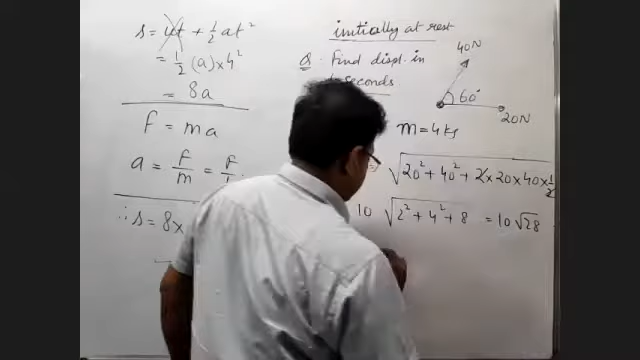 s = ut + ½ at²
= ½ (a) x 4²
= 8a
F = ma
a = F/m = F/
∴ s = 8x
initially at rest
Q. Find displ. in
seconds
40N
60°
20N
m = 4 kg
⇒ √20² + 40² + 2 x 20 x 40 x ½
10 √2² + 4² + 8 = 10√28